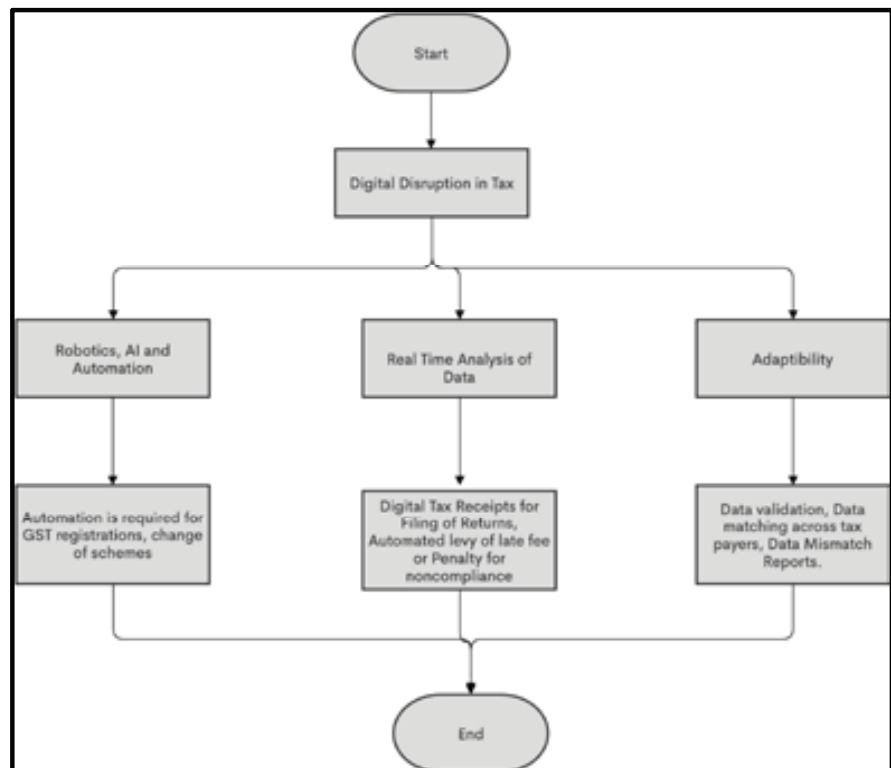 Start
Digital Disruption in Tax
Robotics, AI and
Automation
Real Time Analysis of
Data
Adaptibility
Automation is required for
GST registrations, change
of schemes
Digital Tax Receipts for
Filing of Returns,
Automated levy of late fee
or Penalty for
noncompliance
Data validation, Data
matching across tax
payers, Data Mismatch
Reports.
End